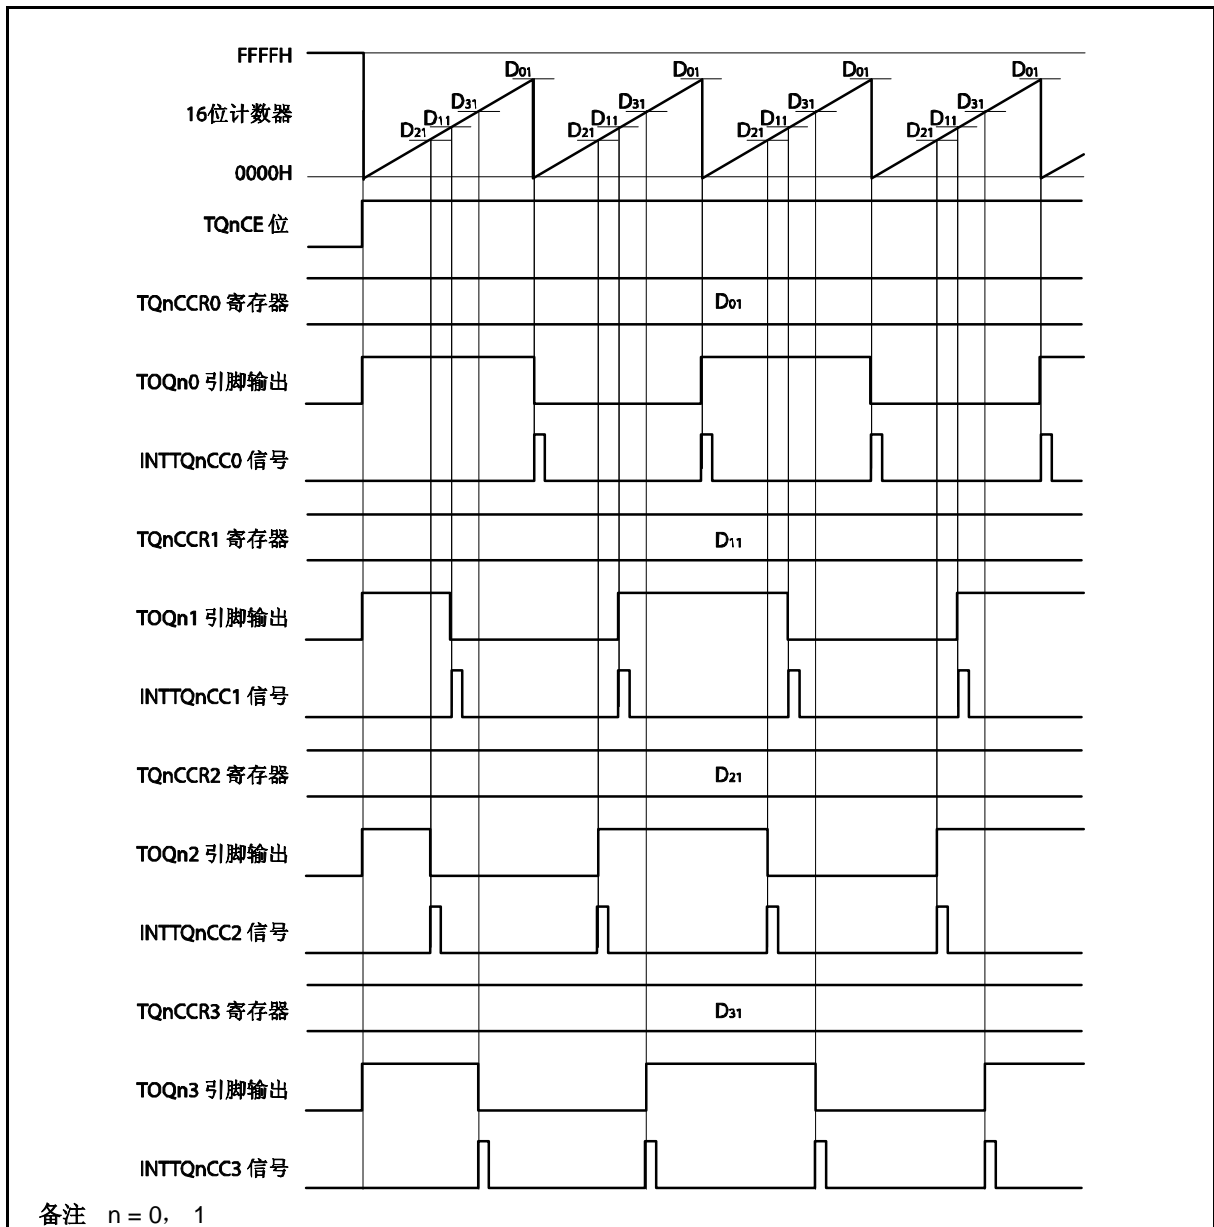 FFFFH
D01 D01 D01 D01
D31 D31 D31 D31
16位计数器
D11 D11 D11 D11
D21 D21 D21 D21
0000H
TQnCE 位
TQnCCR0 寄存器
D01
TOQn0 引脚输出
INTTQnCC0 信号
TQnCCR1 寄存器
D11
TOQn1 引脚输出
INTTQnCC1 信号
TQnCCR2 寄存器
D21
TOQn2 引脚输出
INTTQnCC2 信号
TQnCCR3 寄存器
D31
TOQn3 引脚输出
INTTQnCC3 信号
备注 n = 0， 1